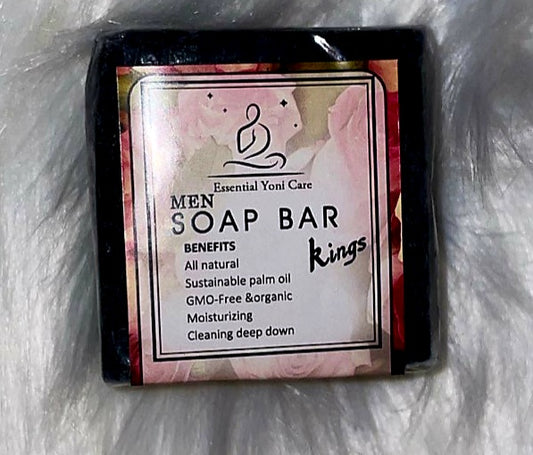 Essential Yoni Care
MEN
SOAP BAR
kings
BENEFITS
All natural
Sustainable palm oil
GMO-Free &organic
Moisturizing
Cleaning deep down